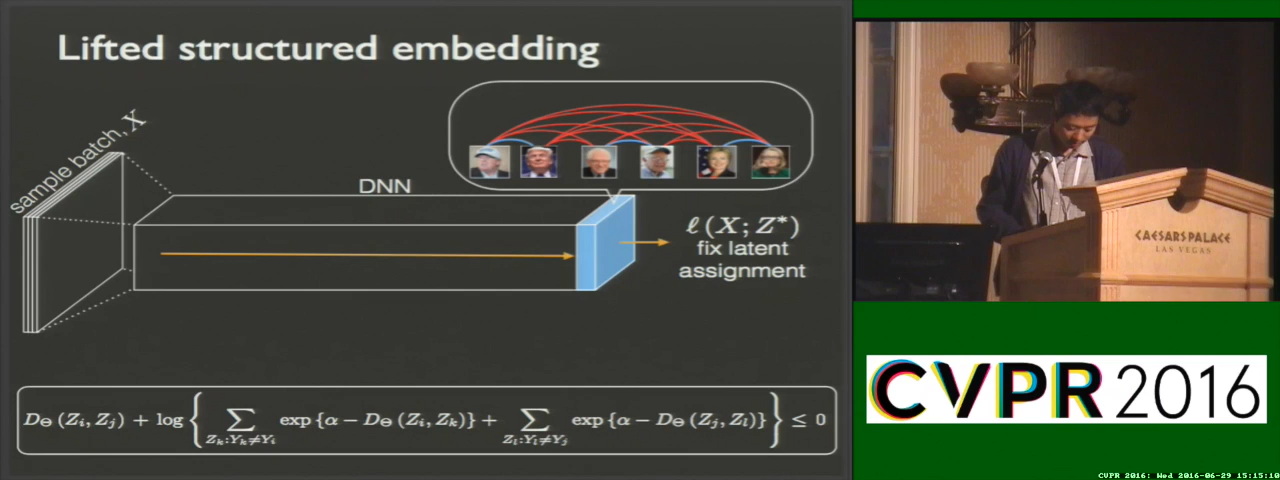 Lifted structured embedding
sample batch, X
DNN
ℓ(X; Z*)
fix latent
assignment
D_Θ (Z_i, Z_j) + log { ∑_{Z_k:Y_k≠Y_i} exp {α − D_Θ (Z_i, Z_k)} + ∑_{Z_l:Y_l≠Y_j} exp {α − D_Θ (Z_j, Z_l)} } ≤ 0
CAESARS PALACE
LAS VEGAS
CVPR 2016
CVPR 2016: Wed 2016-06-29 15:15:10